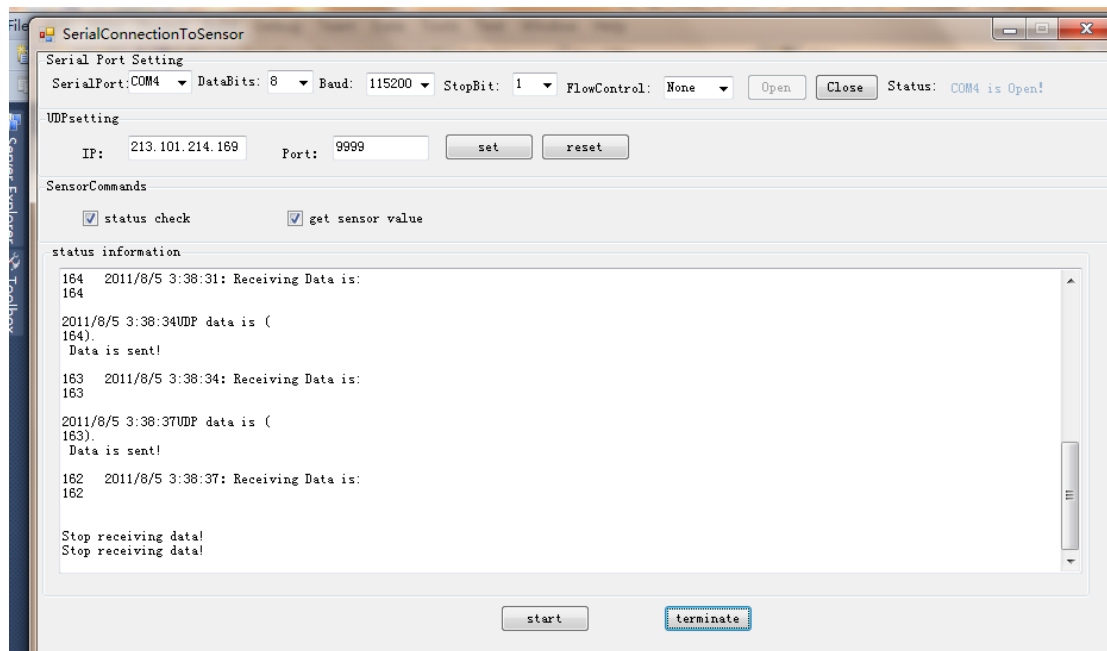 File
SerialConnectionToSensor
Serial Port Setting
SerialPort: COM4 DataBits: 8 Baud: 115200 StopBit: 1 FlowControl: None Open Close Status: COM4 is Open!
UDPsetting
IP: 213.101.214.169 Port: 9999 set reset
SensorCommands
status check get sensor value
status information
164 2011/8/5 3:38:31: Receiving Data is:
164
2011/8/5 3:38:34UDP data is (
164).
Data is sent!
163 2011/8/5 3:38:34: Receiving Data is:
163
2011/8/5 3:38:37UDP data is (
163).
Data is sent!
162 2011/8/5 3:38:37: Receiving Data is:
162
Stop receiving data!
Stop receiving data!
start terminate
Server Explorer
Toolbox